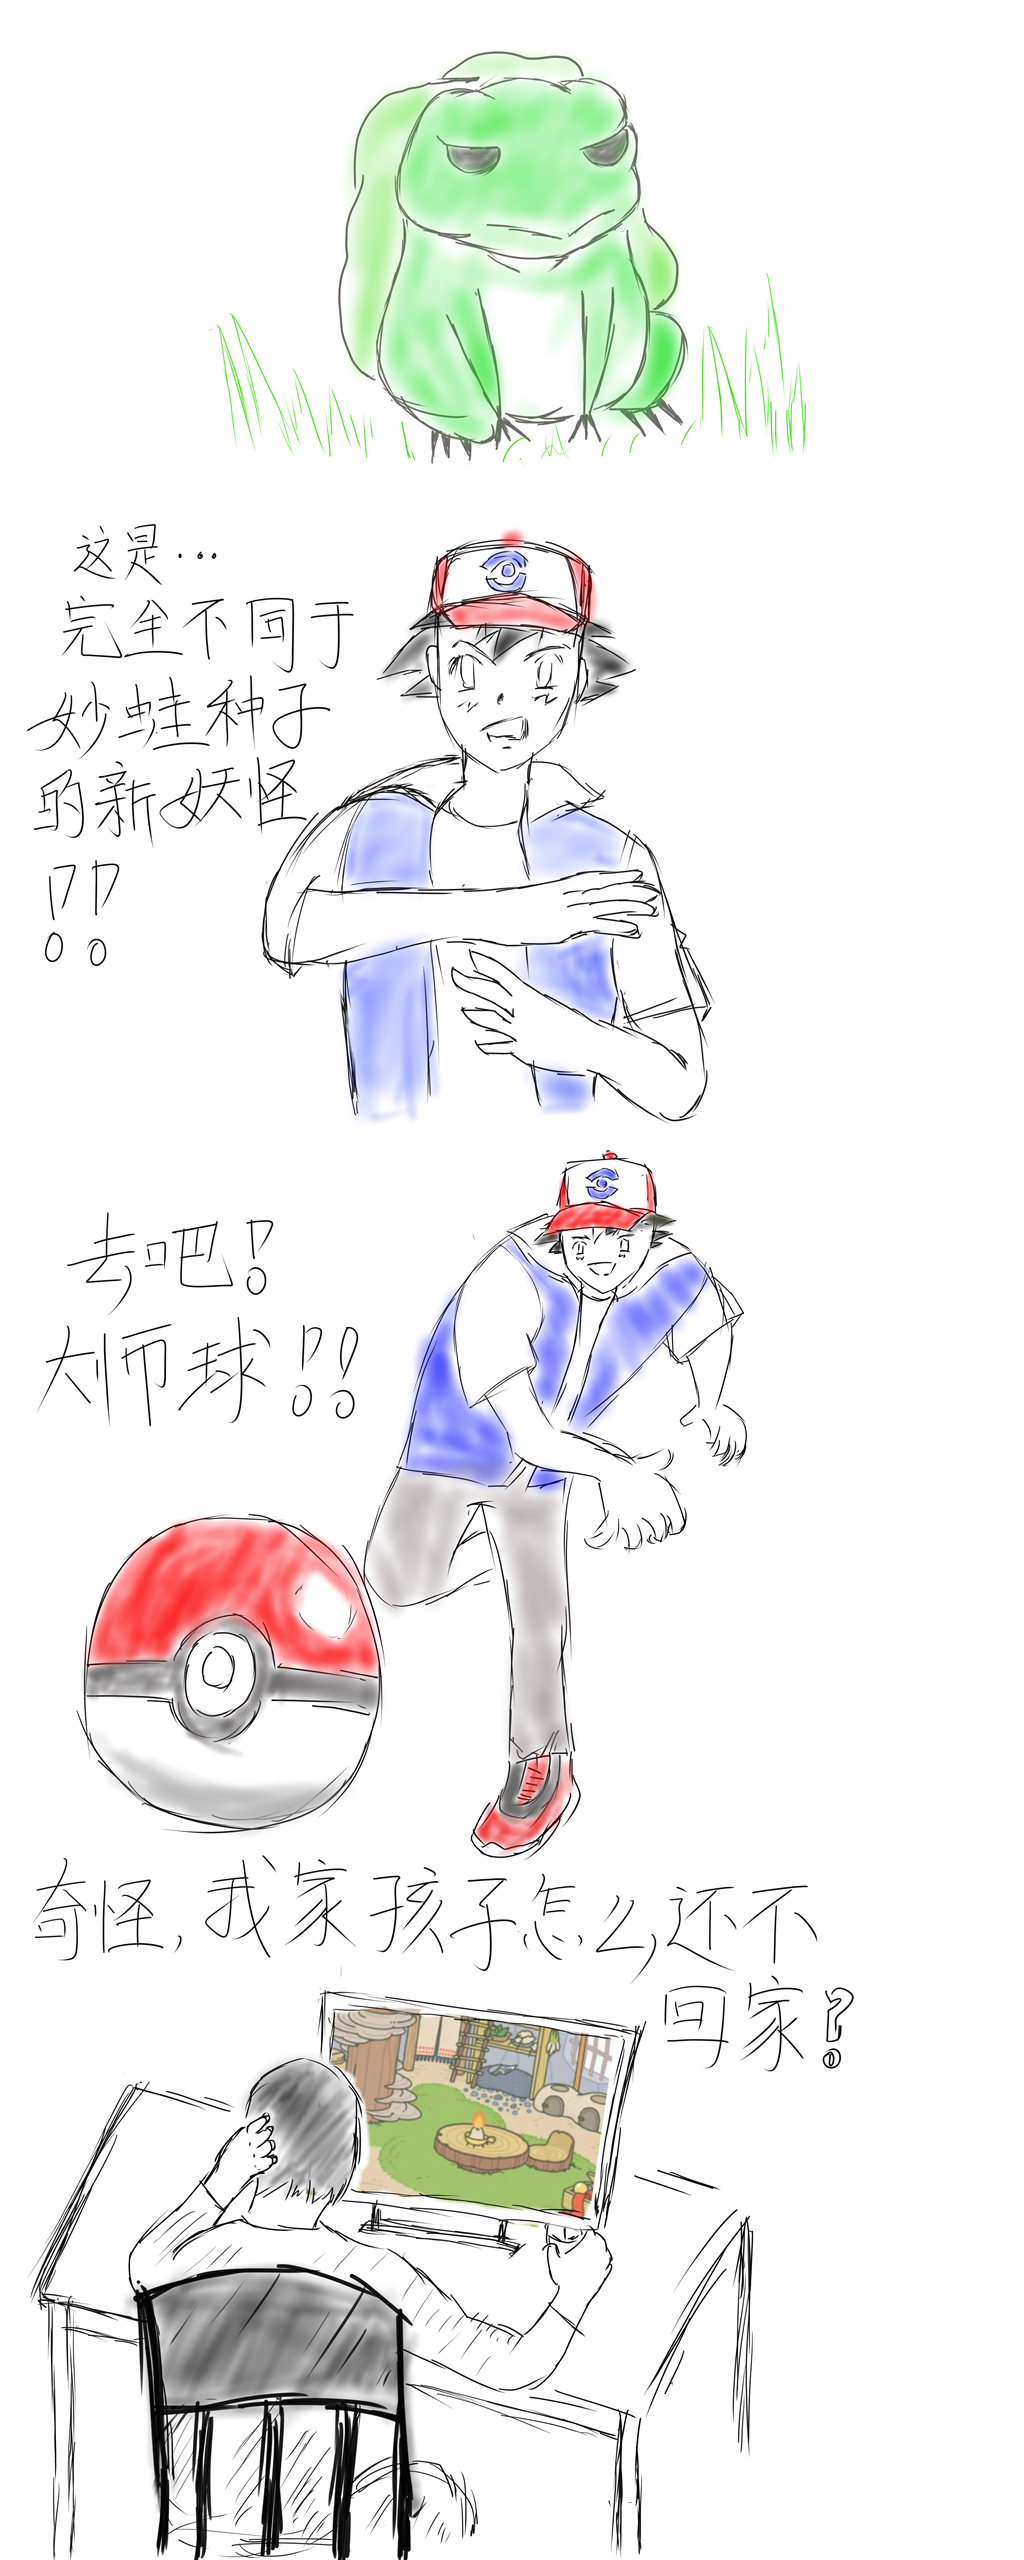 这是...
完全不同于
妙蛙种子
的新妖怪
!!
去吧!
大师球!!
奇怪,我家孩子怎么还不
回家?